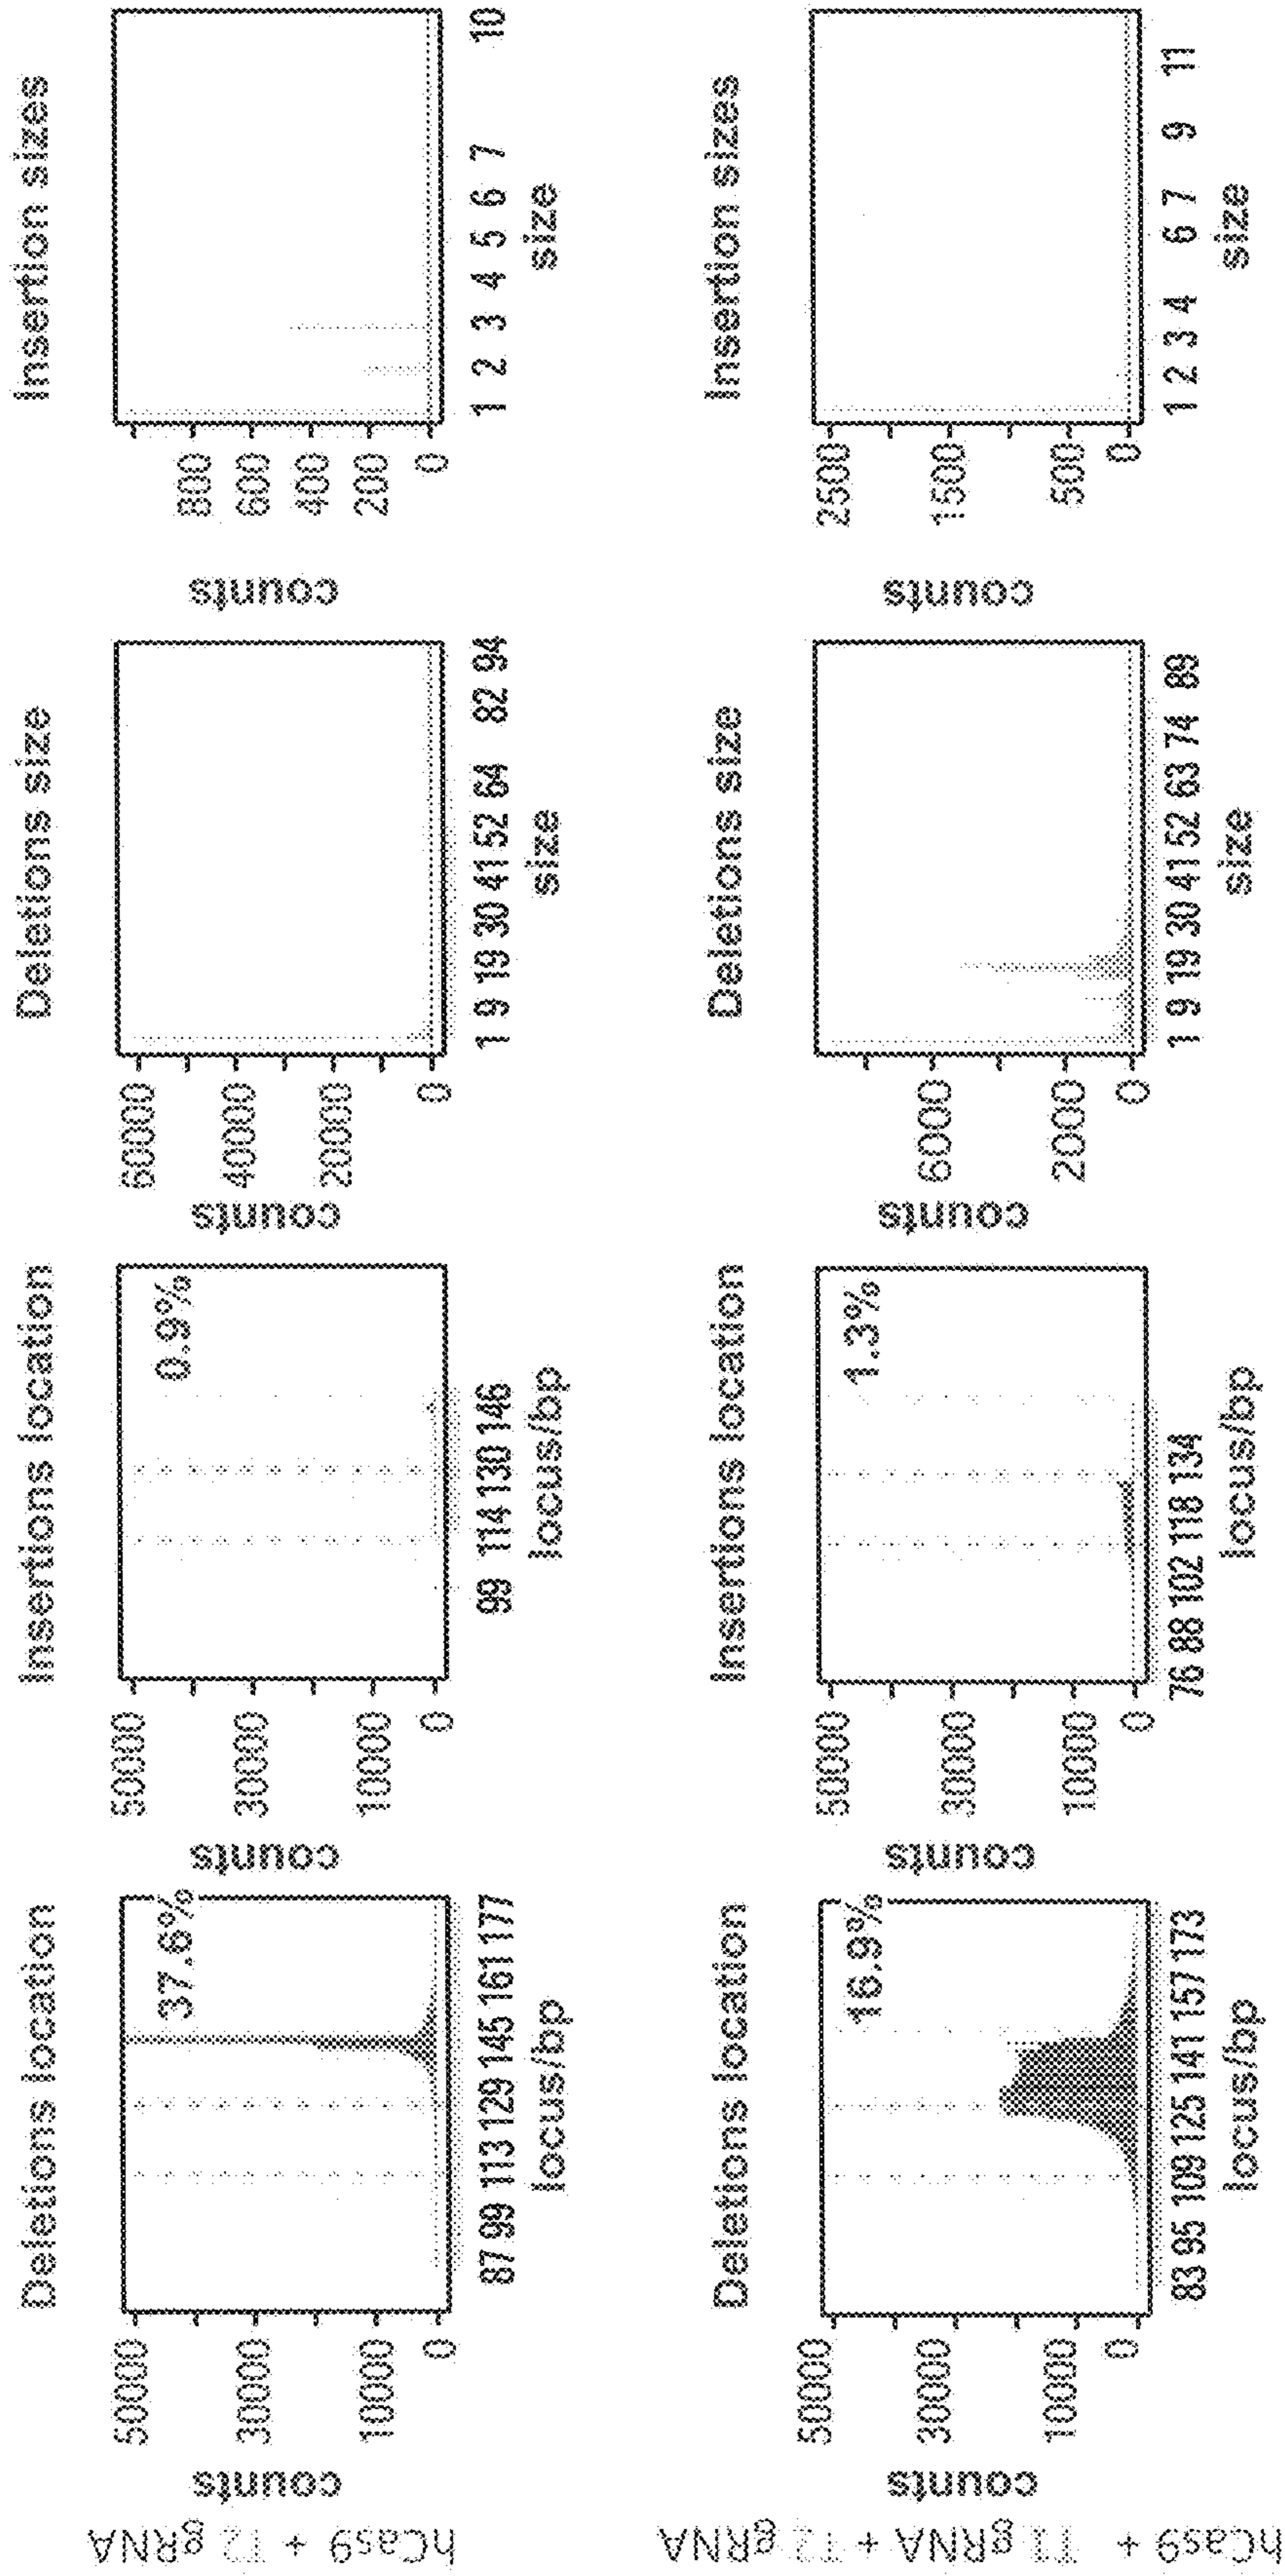 hCas9 + T2 gRNA
Deletions location
counts
50000
30000
10000
0
37.6%
87 99 113 129 145 161 177
locus/bp
Insertions location
counts
50000
30000
10000
0
0.9%
99 114 130 146
locus/bp
Deletions size
counts
60000
40000
20000
0
1 9 19 30 41 52 64 82 94
size
Insertion sizes
counts
800
600
400
200
0
1 2 3 4 5 6 7 10
size
hCas9 + T1 gRNA + T2 gRNA
Deletions location
counts
50000
30000
10000
0
16.9%
83 95 109 125 141 157 173
locus/bp
Insertions location
counts
50000
30000
10000
0
1.3%
76 88 102 118 134
locus/bp
Deletions size
counts
6000
2000
0
1 9 19 30 41 52 63 74 89
size
Insertion sizes
counts
2500
1500
500
0
1 2 3 4 6 7 9 11
size